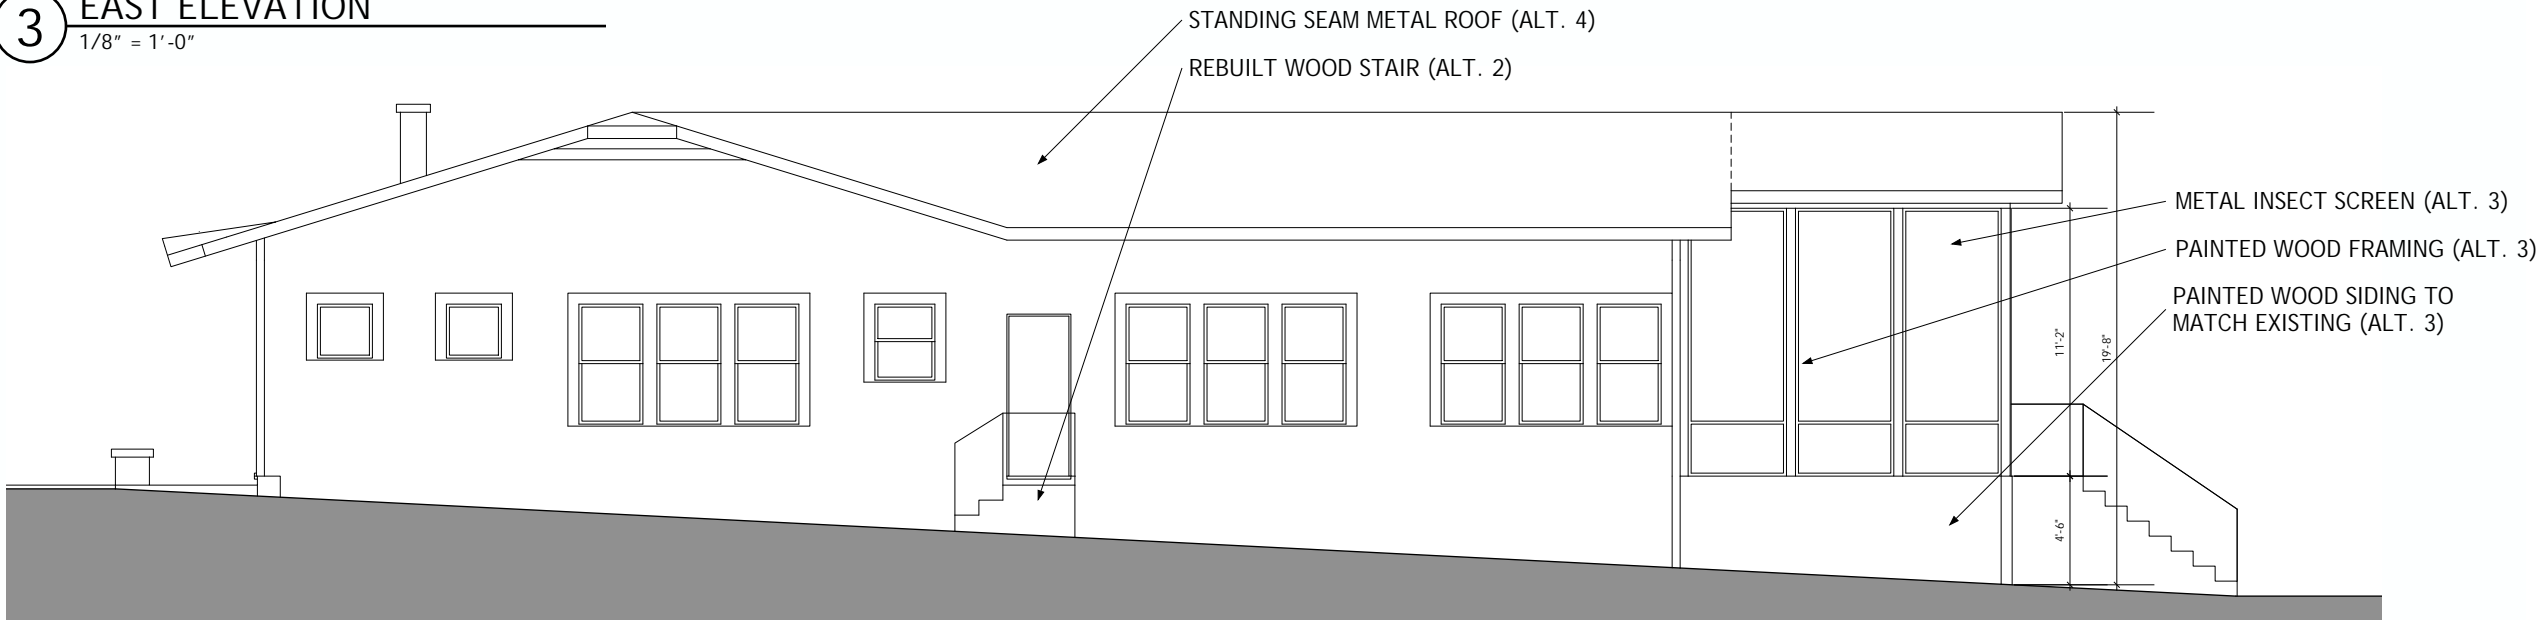 3
EAST ELEVATION
1/8" = 1'-0"
STANDING SEAM METAL ROOF (ALT. 4)
REBUILT WOOD STAIR (ALT. 2)
METAL INSECT SCREEN (ALT. 3)
PAINTED WOOD FRAMING (ALT. 3)
PAINTED WOOD SIDING TO
MATCH EXISTING (ALT. 3)
11'-2"
19'-8"
4'-6"